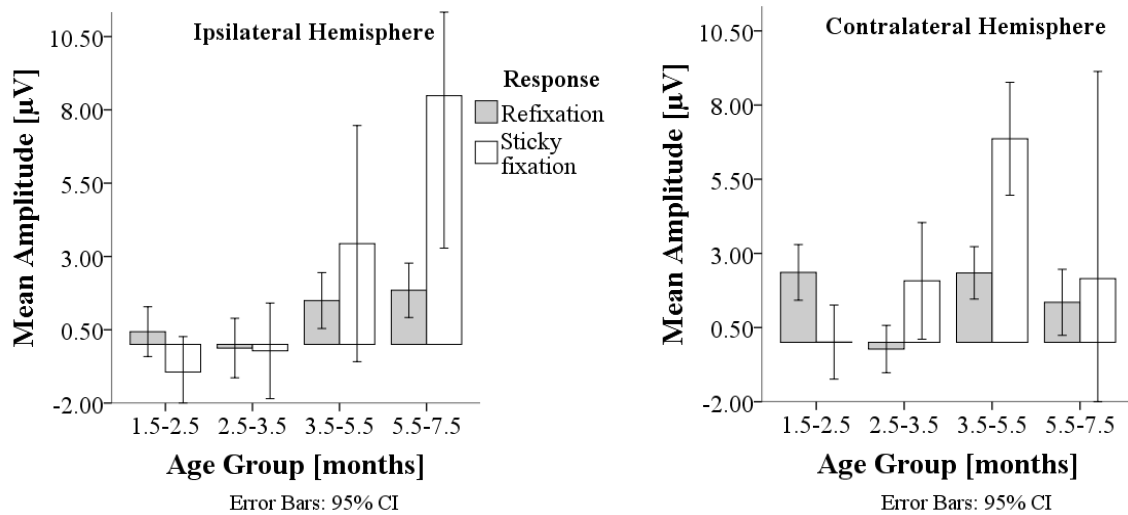 Ipsilateral Hemisphere
Mean Amplitude [µV]
10.50
8.00
5.50
3.00
0.50
-2.00
1.5-2.5 2.5-3.5 3.5-5.5 5.5-7.5
Age Group [months]
Error Bars: 95% CI
Response
Refixation
Sticky
fixation
Contralateral Hemisphere
Mean Amplitude [µV]
10.50
8.00
5.50
3.00
0.50
-2.00
1.5-2.5 2.5-3.5 3.5-5.5 5.5-7.5
Age Group [months]
Error Bars: 95% CI